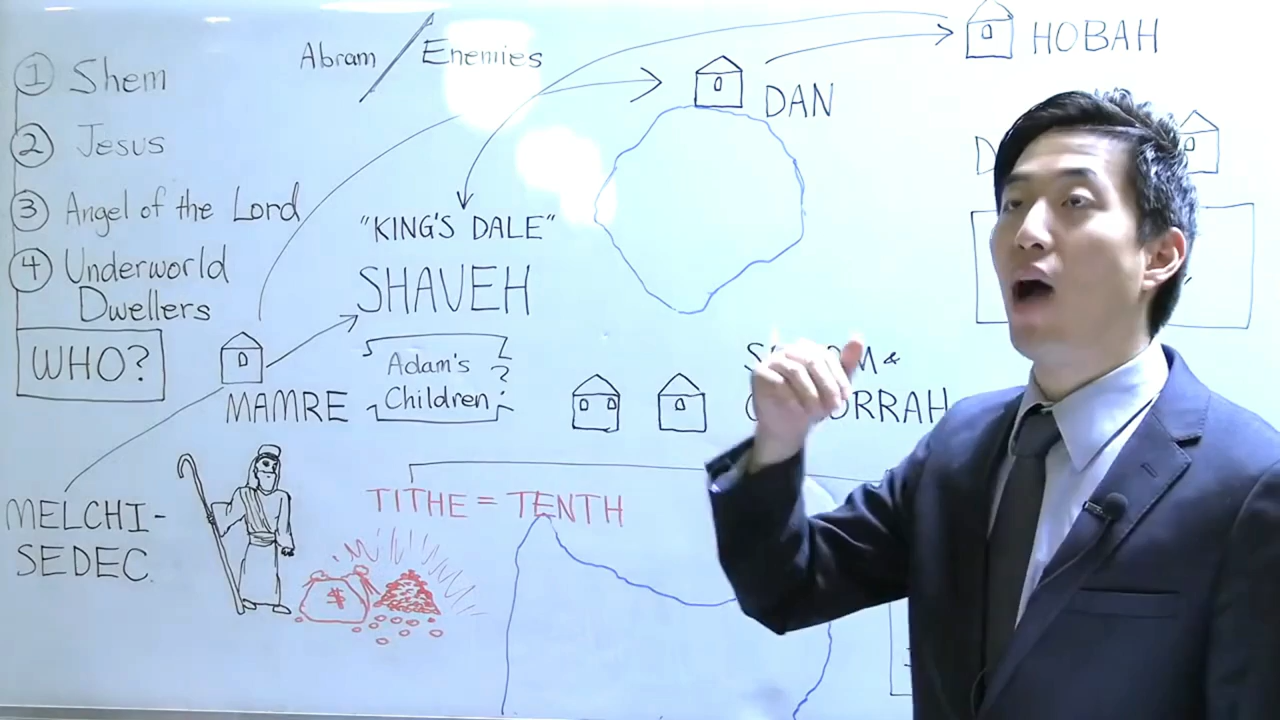 ① Shem
② Jesus
③ Angel of the Lord
④ Underworld
Dwellers
WHO?
Abram / Enemies
HOBAH
DAN
"KING'S DALE"
SHAVEH
Adam's
Children
?
MAMRE
&
MELCHI-
SEDEC.
TITHE = TENTH
$